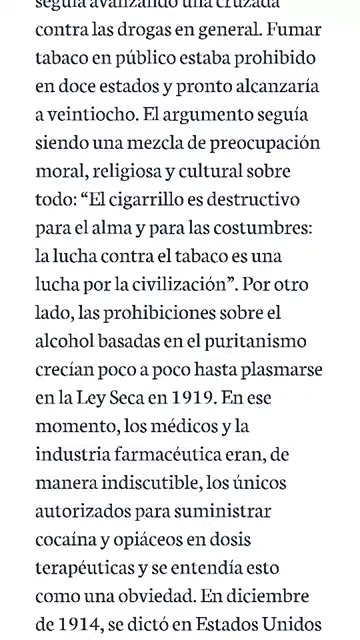 seguía avanzando una cruzada
contra las drogas en general. Fumar
tabaco en público estaba prohibido
en doce estados y pronto alcanzaría
a veintiocho. El argumento seguía
siendo una mezcla de preocupación
moral, religiosa y cultural sobre
todo: “El cigarrillo es destructivo
para el alma y para las costumbres:
la lucha contra el tabaco es una
lucha por la civilización”. Por otro
lado, las prohibiciones sobre el
alcohol basadas en el puritanismo
crecían poco a poco hasta plasmarse
en la Ley Seca en 1919. En ese
momento, los médicos y la
industria farmacéutica eran, de
manera indiscutible, los únicos
autorizados para suministrar
cocaína y opiáceos en dosis
terapéuticas y se entendía esto
como una obviedad. En diciembre
de 1914, se dictó en Estados Unidos